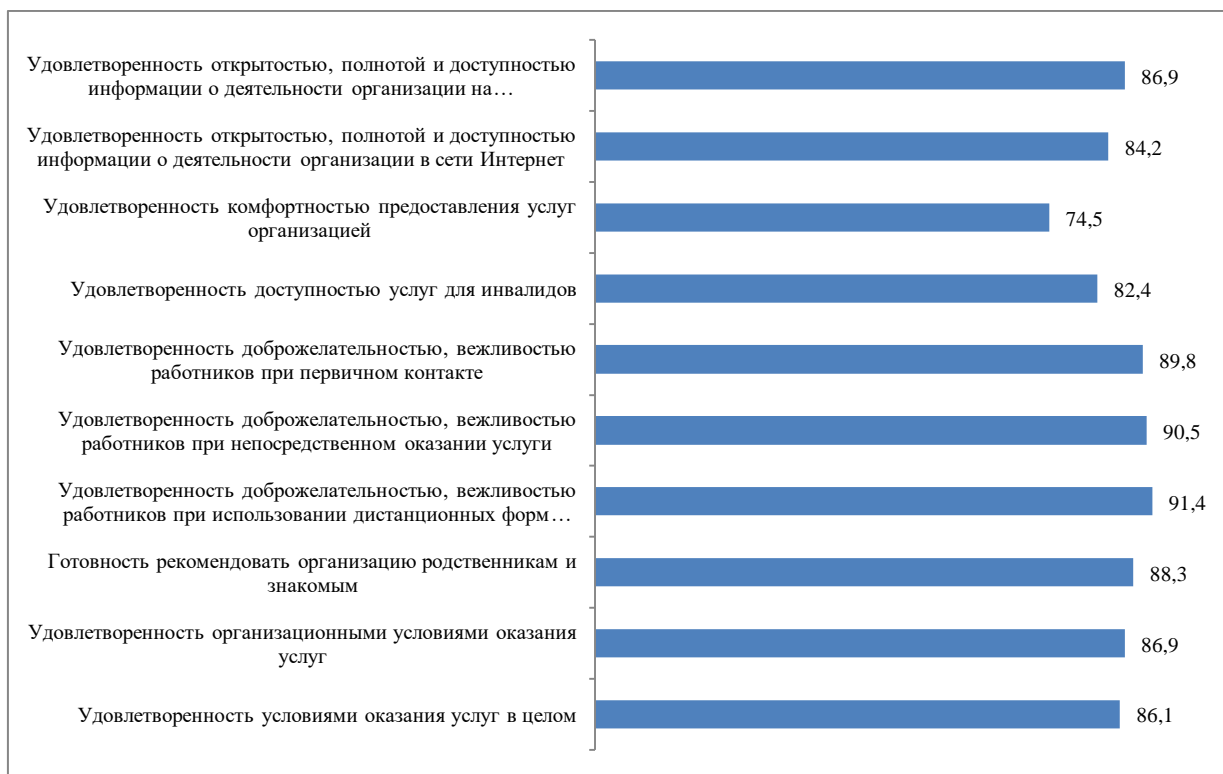 Удовлетворенность открытостью, полнотой и доступностью
информации о деятельности организации на…
86,9
Удовлетворенность открытостью, полнотой и доступностью
информации о деятельности организации в сети Интернет
84,2
Удовлетворенность комфортностью предоставления услуг
организацией
74,5
Удовлетворенность доступностью услуг для инвалидов
82,4
Удовлетворенность доброжелательностью, вежливостью
работников при первичном контакте
89,8
Удовлетворенность доброжелательностью, вежливостью
работников при непосредственном оказании услуги
90,5
Удовлетворенность доброжелательностью, вежливостью
работников при использовании дистанционных форм…
91,4
Готовность рекомендовать организацию родственникам и
знакомым
88,3
Удовлетворенность организационными условиями оказания
услуг
86,9
Удовлетворенность условиями оказания услуг в целом
86,1